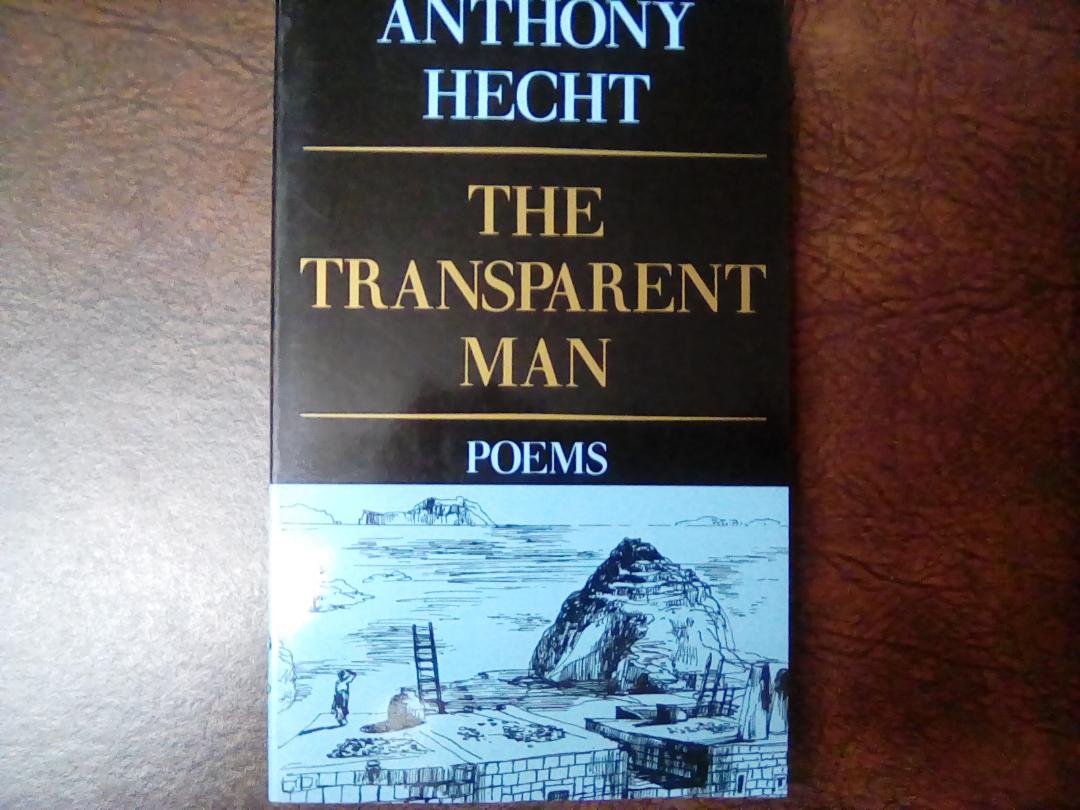 ANTHONY
HECHT
THE
TRANSPARENT
MAN
POEMS